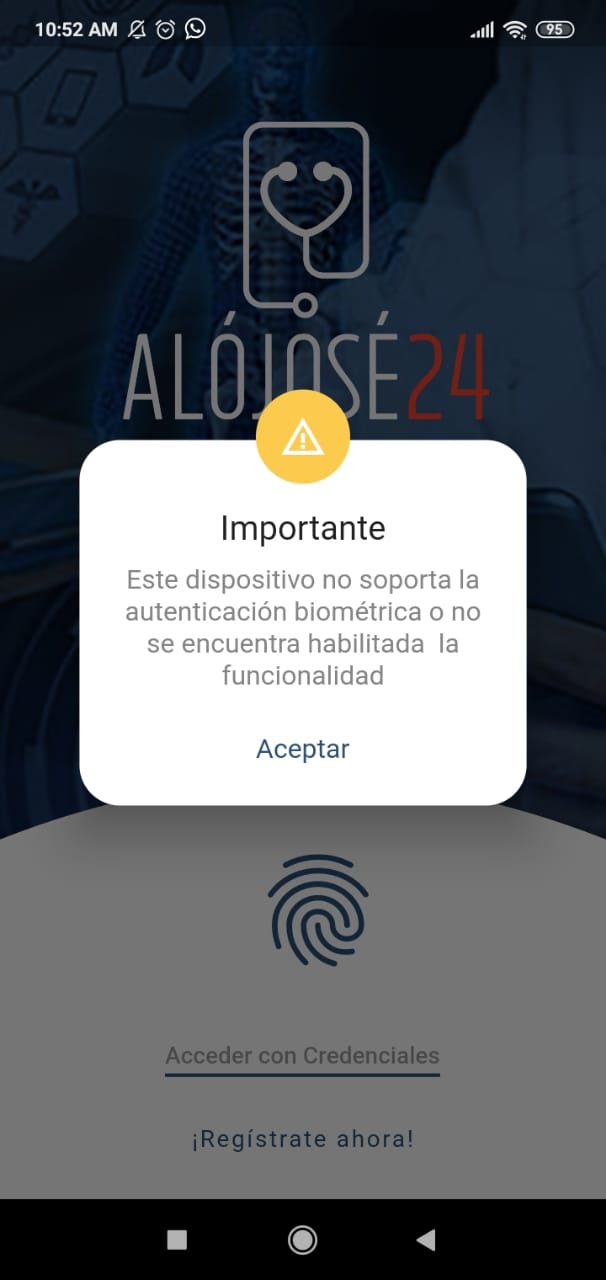 10:52 AM
95
ALÓJOSÉ24
Importante
Este dispositivo no soporta la
autenticación biométrica o no
se encuentra habilitada  la
funcionalidad
Aceptar
Acceder con Credenciales
¡Regístrate ahora!